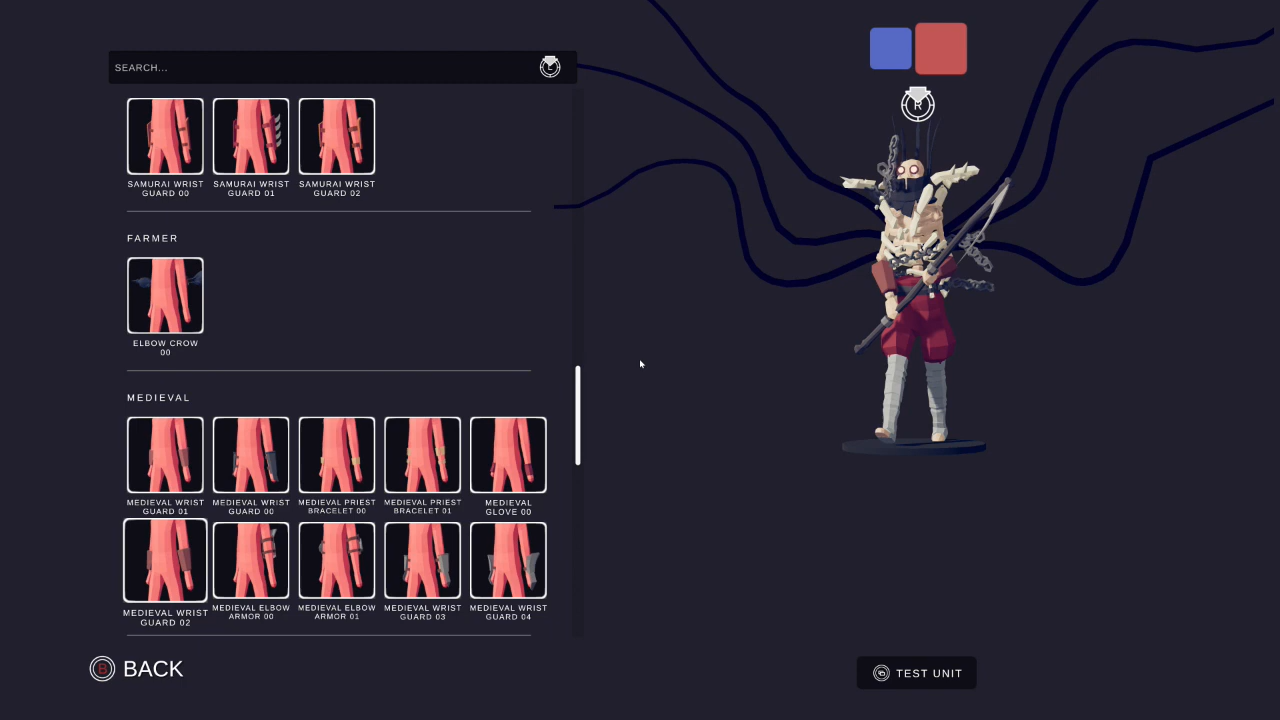 SEARCH...
L
R
SAMURAI WRIST
GUARD 00
SAMURAI WRIST
GUARD 01
SAMURAI WRIST
GUARD 02
FARMER
ELBOW CROW
00
MEDIEVAL
MEDIEVAL WRIST
GUARD 01
MEDIEVAL WRIST
GUARD 00
MEDIEVAL PRIEST
BRACELET 00
MEDIEVAL PRIEST
BRACELET 01
MEDIEVAL
GLOVE 00
MEDIEVAL WRIST
GUARD 02
MEDIEVAL ELBOW
ARMOR 00
MEDIEVAL ELBOW
ARMOR 01
MEDIEVAL WRIST
GUARD 03
MEDIEVAL WRIST
GUARD 04
B BACK
TEST UNIT